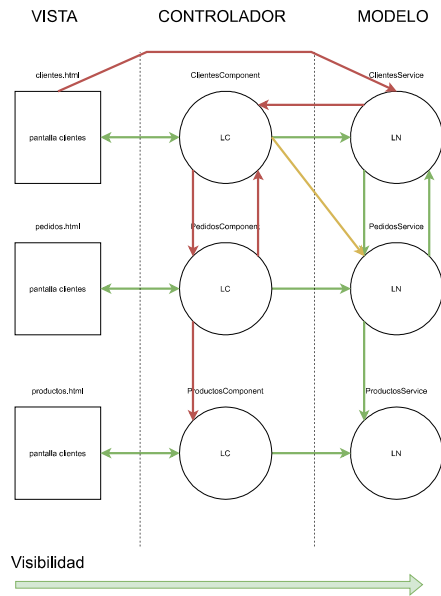 VISTA CONTROLADOR MODELO
clientes.html ClientesComponent ClientesService
pantalla clientes LC LN
pedidos.html PedidosComponent PedidosService
pantalla clientes LC LN
productos.html ProductosComponent ProductosService
pantalla clientes LC LN
Visibilidad